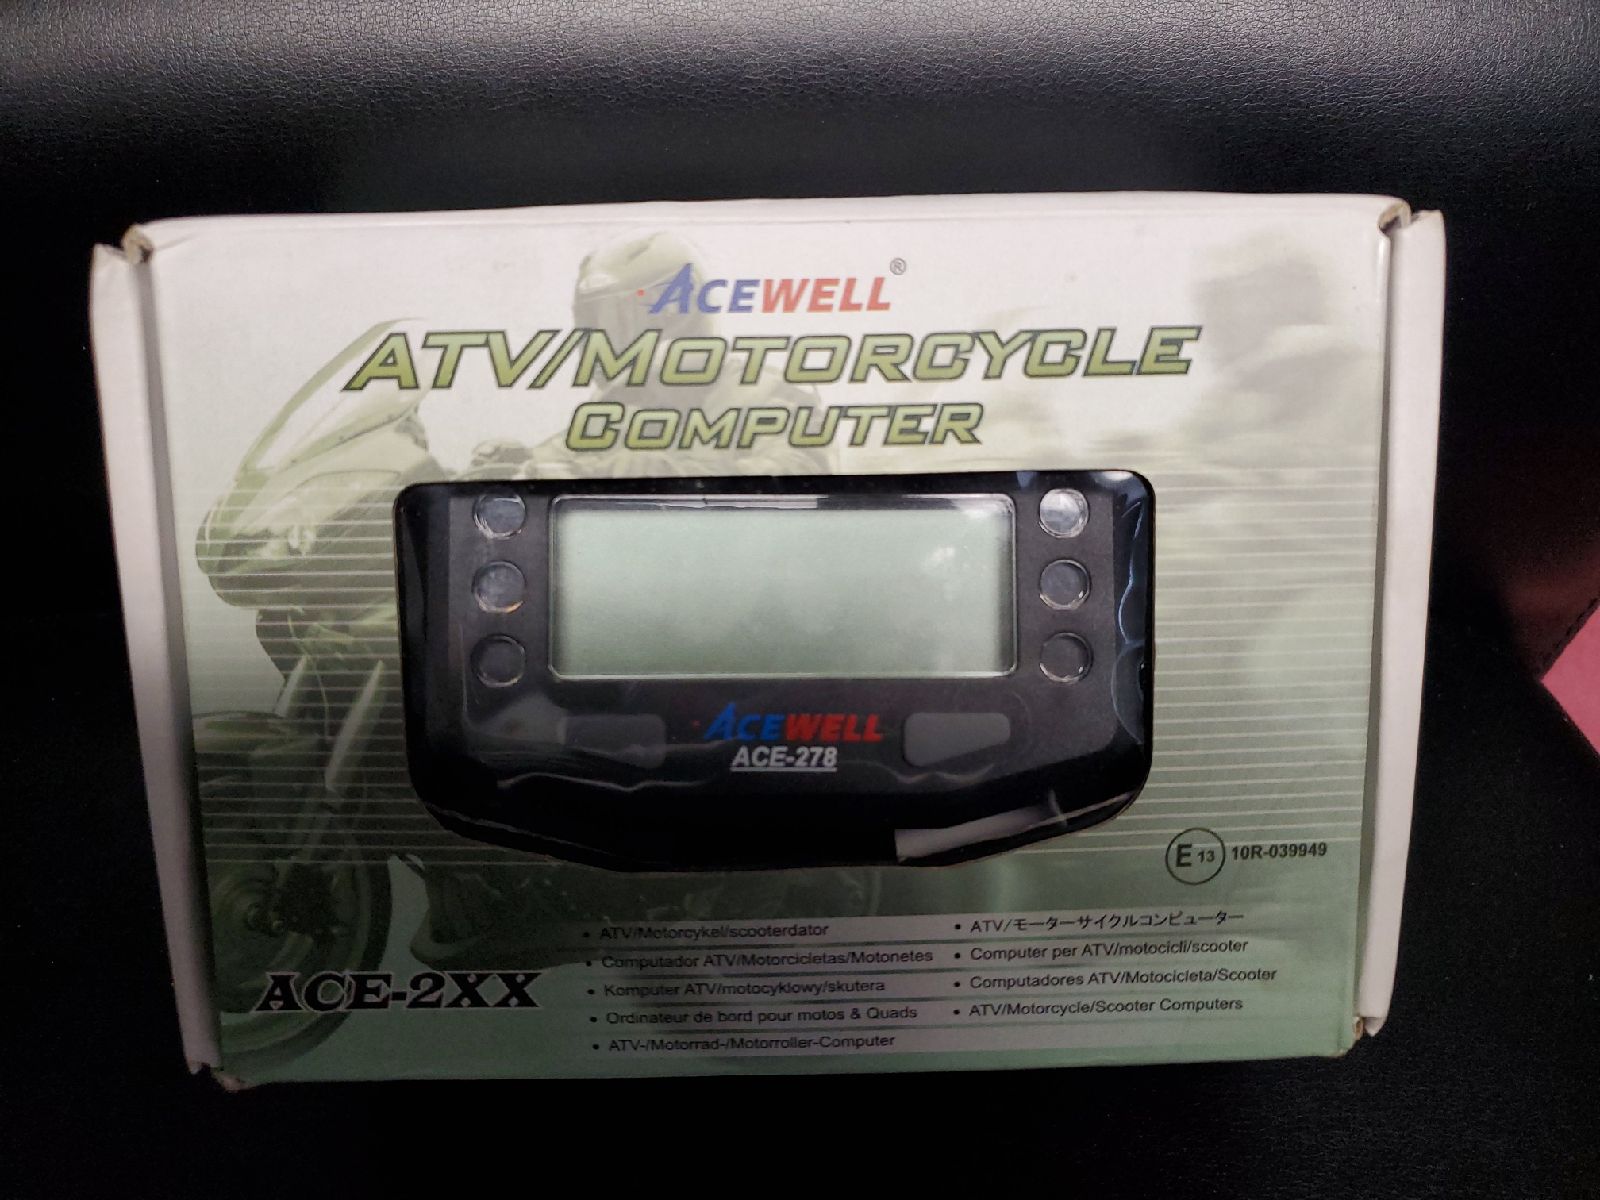 ACEWELL®
ATV/MOTORCYCLE
COMPUTER
ACEWELL
ACE-278
E 13 10R-039949
ACE-2XX
• ATV/Motorcykel/scooterdator
• Computador ATV/Motorcicletas/Motonetes
• Komputer ATV/motocyklowy/skutera
• Ordinateur de bord pour motos & Quads
• ATV-/Motorrad-/Motorroller-Computer
• ATV/モーターサイクルコンピューター
• Computer per ATV/motocicli/scooter
• Computadores ATV/Motocicleta/Scooter
• ATV/Motorcycle/Scooter Computers